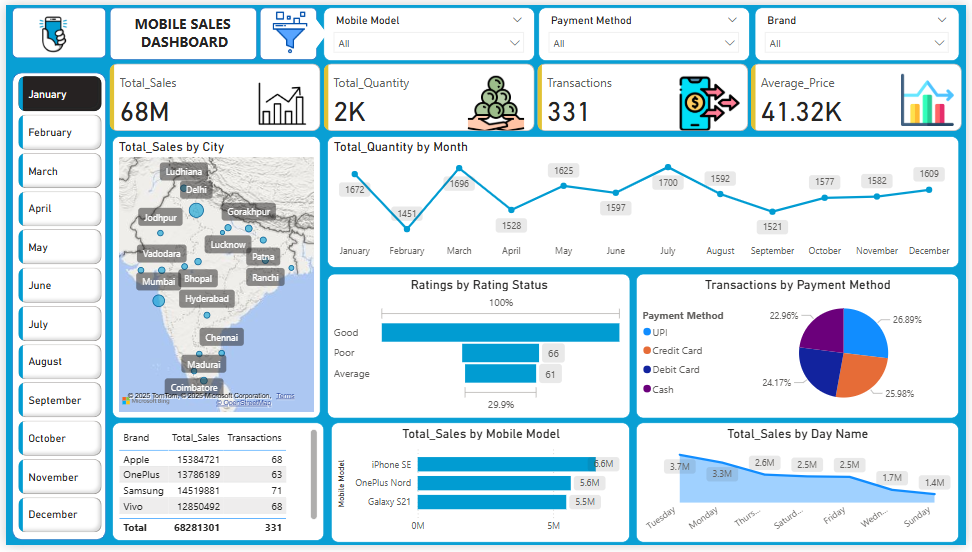 MOBILE SALES
DASHBOARD
Mobile Model
All
Payment Method
All
Brand
All
January
February
March
April
May
June
July
August
September
October
November
December
Total_Sales
68M
Total_Quantity
2K
Transactions
331
Average_Price
41.32K
Total_Sales by City
Ludhiana
Delhi
Jodhpur
Gorakhpur
Lucknow
Vadodara
Patna
Mumbai
Bhopal
Ranchi
Hyderabad
Chennai
Madurai
Coimbatore
© 2025 TomTom, © 2025 Microsoft Corporation, Terms
Microsoft Bing
© OpenStreetMap
Total_Quantity by Month
1672
1451
1696
1528
1625
1597
1700
1592
1521
1577
1582
1609
January February March April May June July August September October November December
Ratings by Rating Status
100%
Good
Poor
66
Average
61
29.9%
Transactions by Payment Method
Payment Method
UPI
Credit Card
Debit Card
Cash
22.96%
26.89%
24.17%
25.98%
Brand Total_Sales Transactions
Apple 15384721 68
OnePlus 13786189 63
Samsung 14519881 71
Vivo 12850492 68
Total 68281301 331
Total_Sales by Mobile Model
Mobile Model
iPhone SE
OnePlus Nord 5.6M
Galaxy S21 5.5M
0M 5M
Total_Sales by Day Name
3.7M
3.3M
2.6M
2.5M
2.5M
1.7M
1.4M
Tuesday Monday Thurs... Saturd... Friday Wedn... Sunday